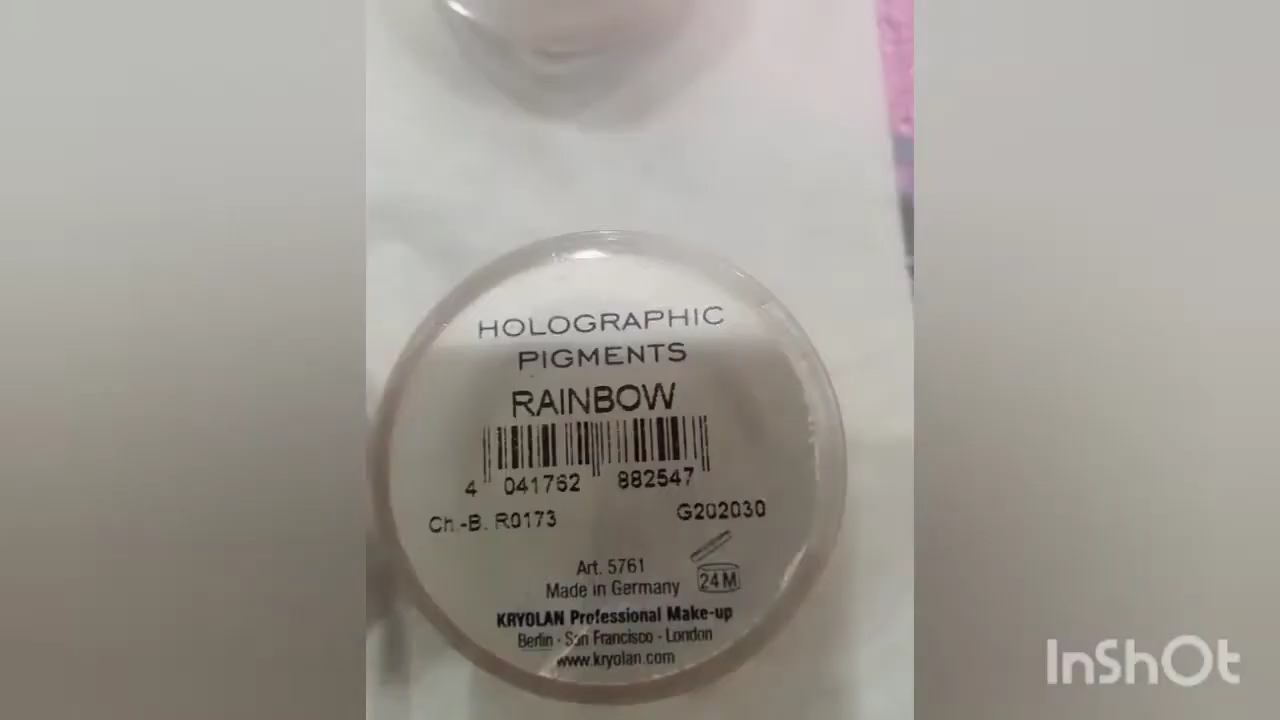 HOLOGRAPHIC
PIGMENTS
RAINBOW
4 041762 882547
Ch.-B. R0173 G202030
Art. 5761
24 M
Made in Germany
KRYOLAN Professional Make-up
Berlin - San Francisco - London
www.kryolan.com
InShOt